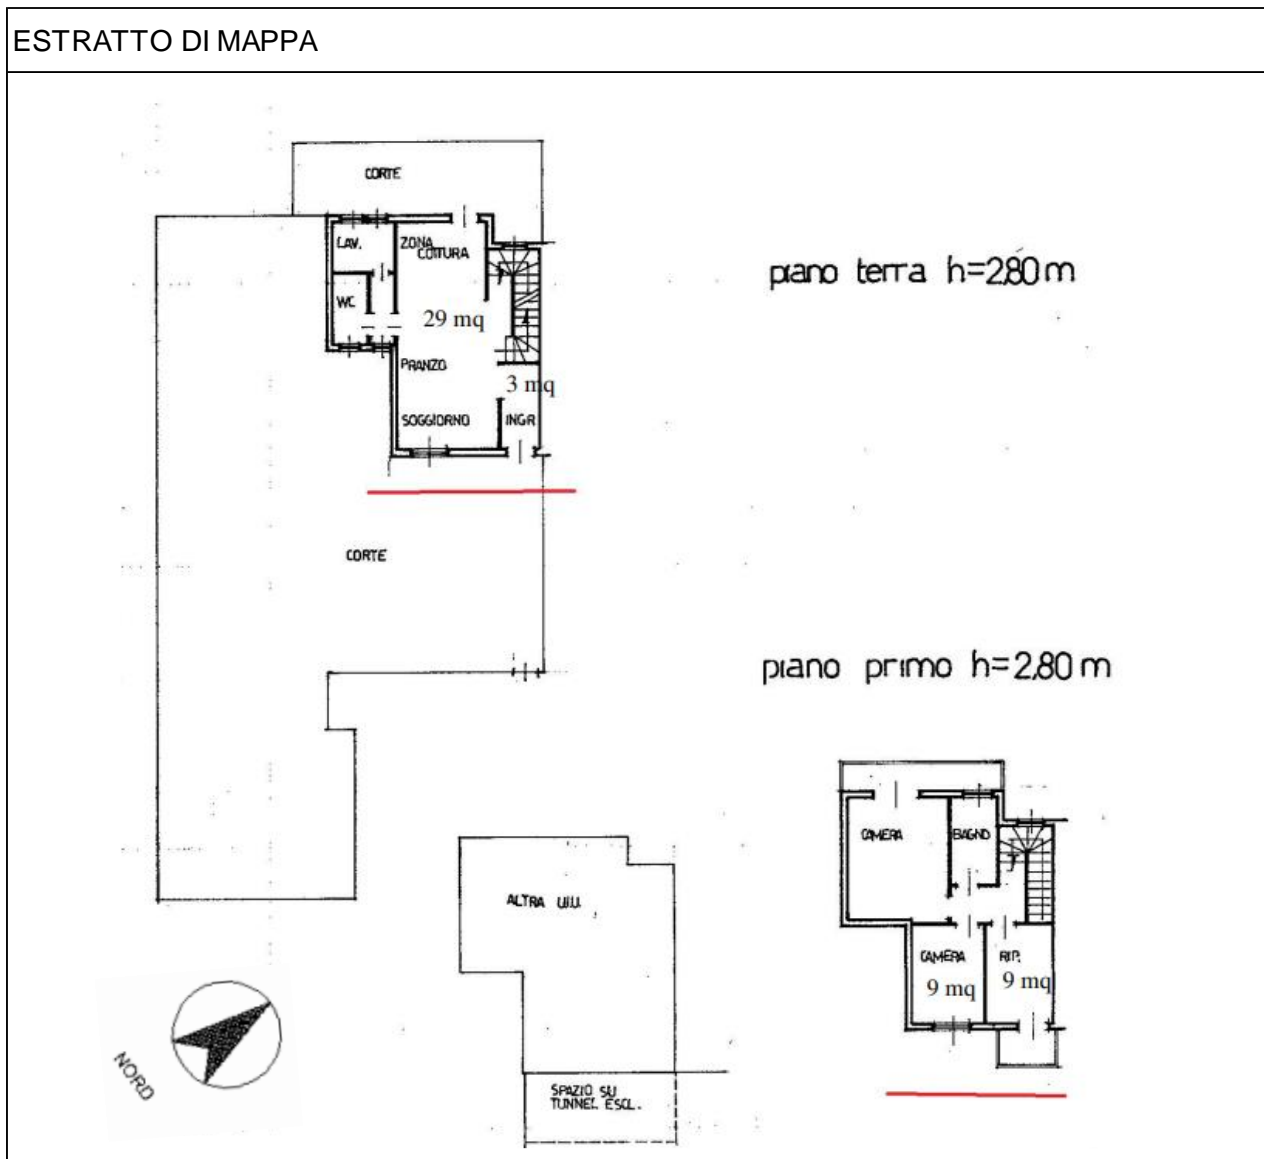 ESTRATTO DI MAPPA
CORTE
LAV.
ZONA
COTTURA
piano terra h=2,80 m
WC
29 mq
PRANZO
3 mq
SOGGIORNO
INGR
CORTE
piano primo h=2,80 m
CAMERA
BAGNO
ALTRA U.I.U.
CAMERA
RIP.
9 mq
9 mq
NORD
SPAZIO SU
TUNNEL ESCL.